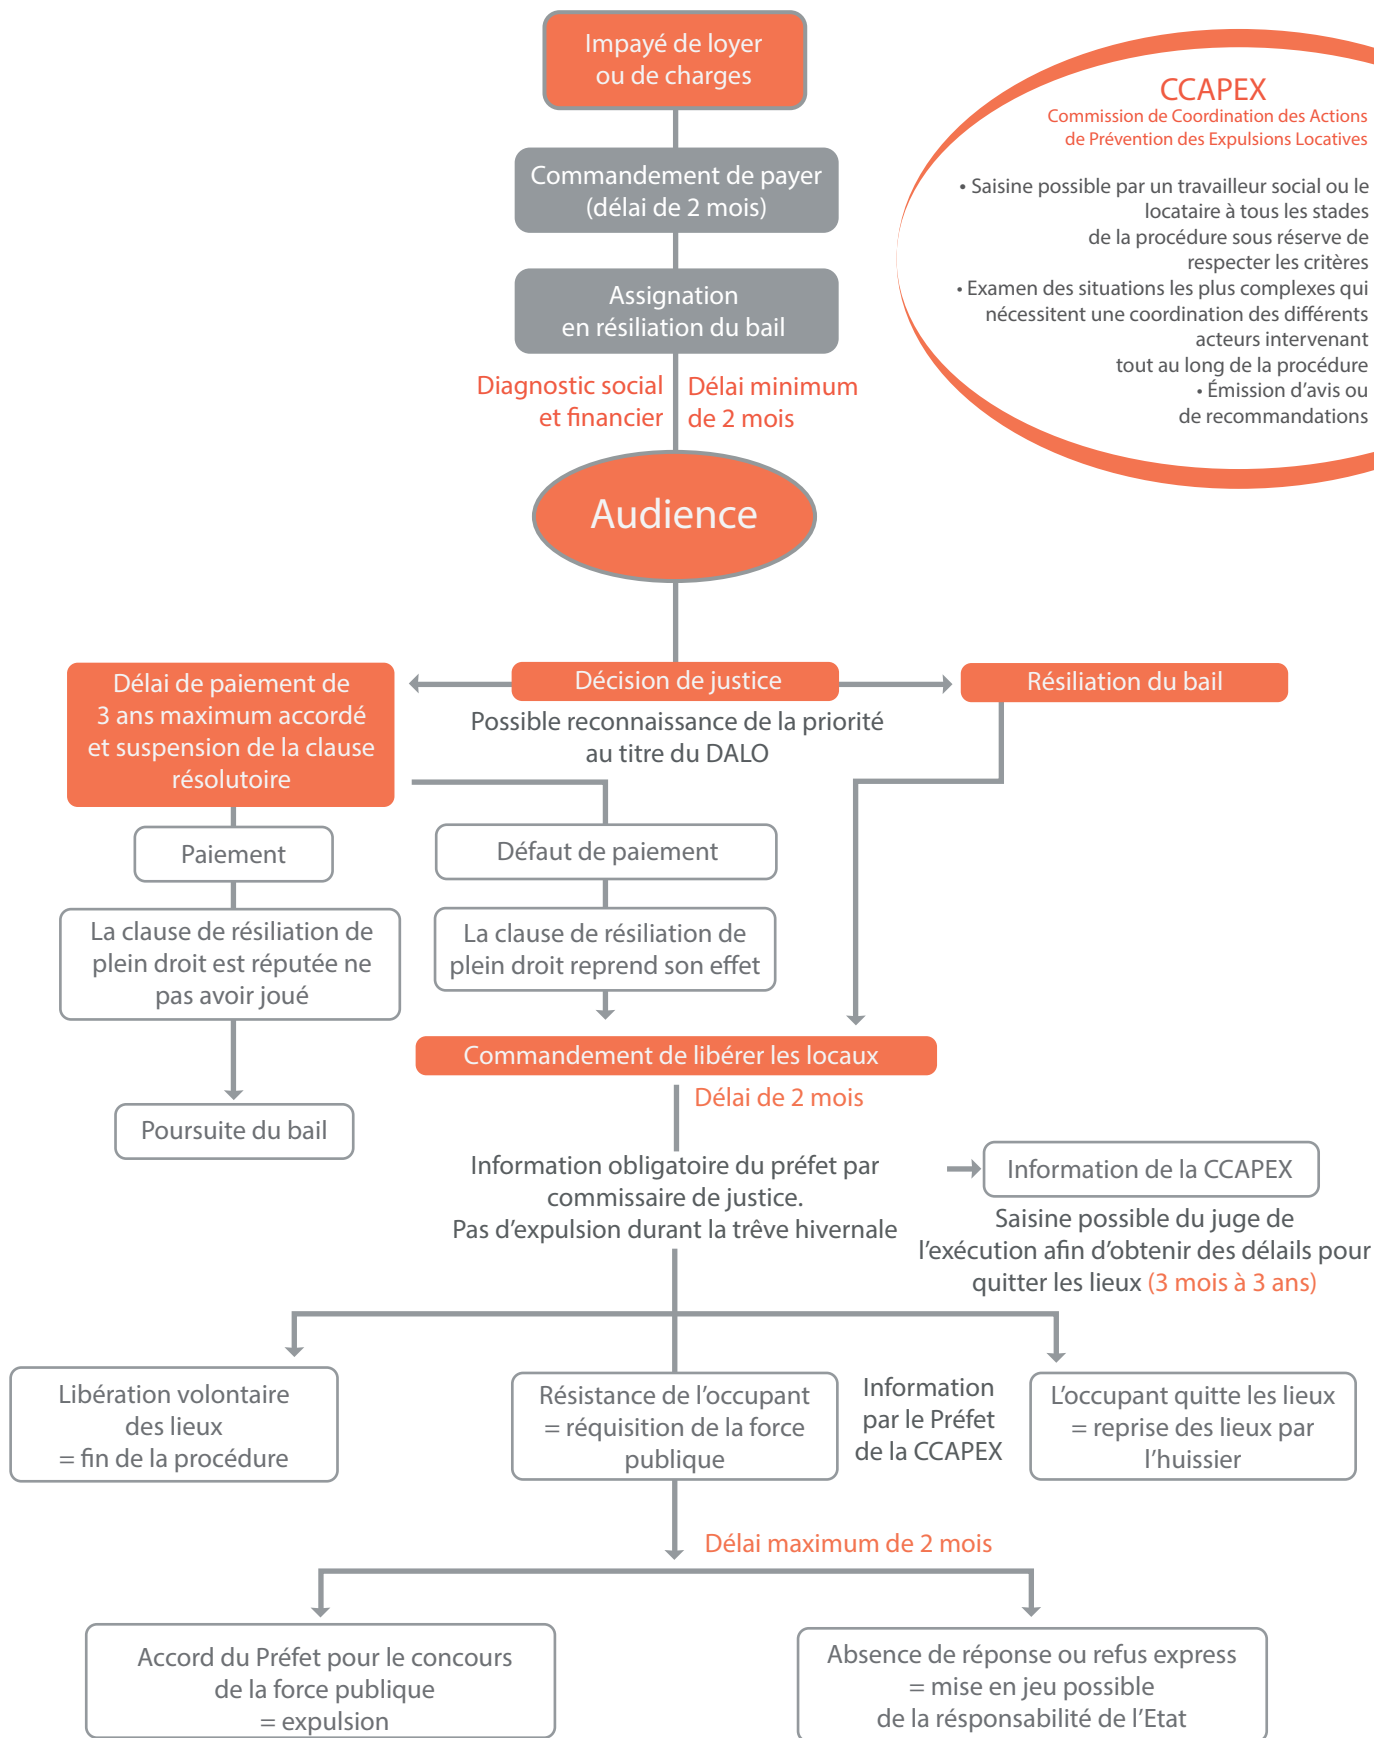 Impayé de loyer
ou de charges
CCAPEX
Commission de Coordination des Actions
de Prévention des Expulsions Locatives
• Saisine possible par un travailleur social ou le
locataire à tous les stades
de la procédure sous réserve de
respecter les critères
• Examen des situations les plus complexes qui
nécessitent une coordination des différents
acteurs intervenant
tout au long de la procédure
• Émission d’avis ou
de recommandations
Commandement de payer
(délai de 2 mois)
Assignation
en résiliation du bail
Diagnostic social
et financier
Délai minimum
de 2 mois
Audience
Délai de paiement de
3 ans maximum accordé
et suspension de la clause
résolutoire
Décision de justice
Possible reconnaissance de la priorité
au titre du DALO
Résiliation du bail
Paiement
Défaut de paiement
La clause de résiliation de
plein droit est réputée ne
pas avoir joué
La clause de résiliation de
plein droit reprend son effet
Commandement de libérer les locaux
Délai de 2 mois
Poursuite du bail
Information obligatoire du préfet par
commissaire de justice.
Pas d’expulsion durant la trêve hivernale
Information de la CCAPEX
Saisine possible du juge de
l’exécution afin d’obtenir des délails pour
quitter les lieux (3 mois à 3 ans)
Libération volontaire
des lieux
= fin de la procédure
Résistance de l’occupant
= réquisition de la force
publique
Information
par le Préfet
de la CCAPEX
L’occupant quitte les lieux
= reprise des lieux par
l’huissier
Délai maximum de 2 mois
Accord du Préfet pour le concours
de la force publique
= expulsion
Absence de réponse ou refus express
= mise en jeu possible
de la résponsabilité de l’Etat